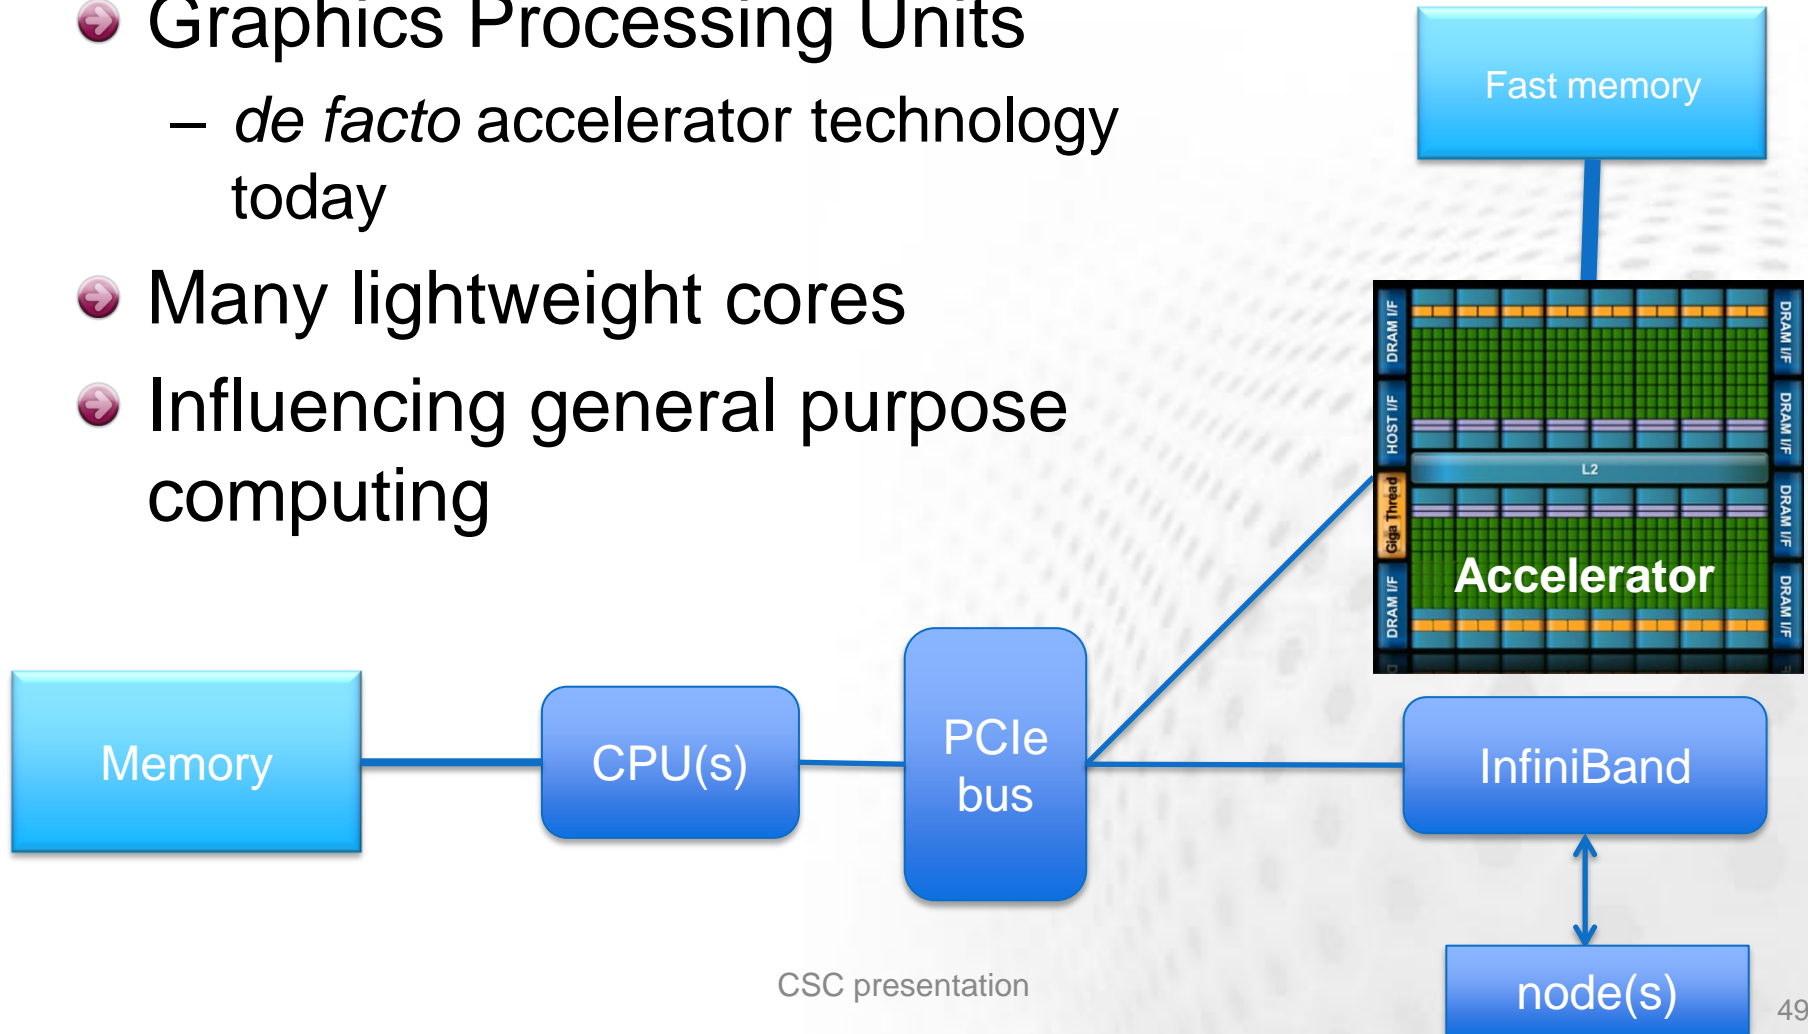 Graphics Processing Units
– de facto accelerator technology
today
Many lightweight cores
Influencing general purpose
computing
Fast memory
DRAM I/F
HOST I/F
Giga Thread
DRAM I/F
DRAM I/F
DRAM I/F
DRAM I/F
DRAM I/F
L2
Accelerator
Memory
CPU(s)
PCIe
bus
InfiniBand
node(s)
CSC presentation
49